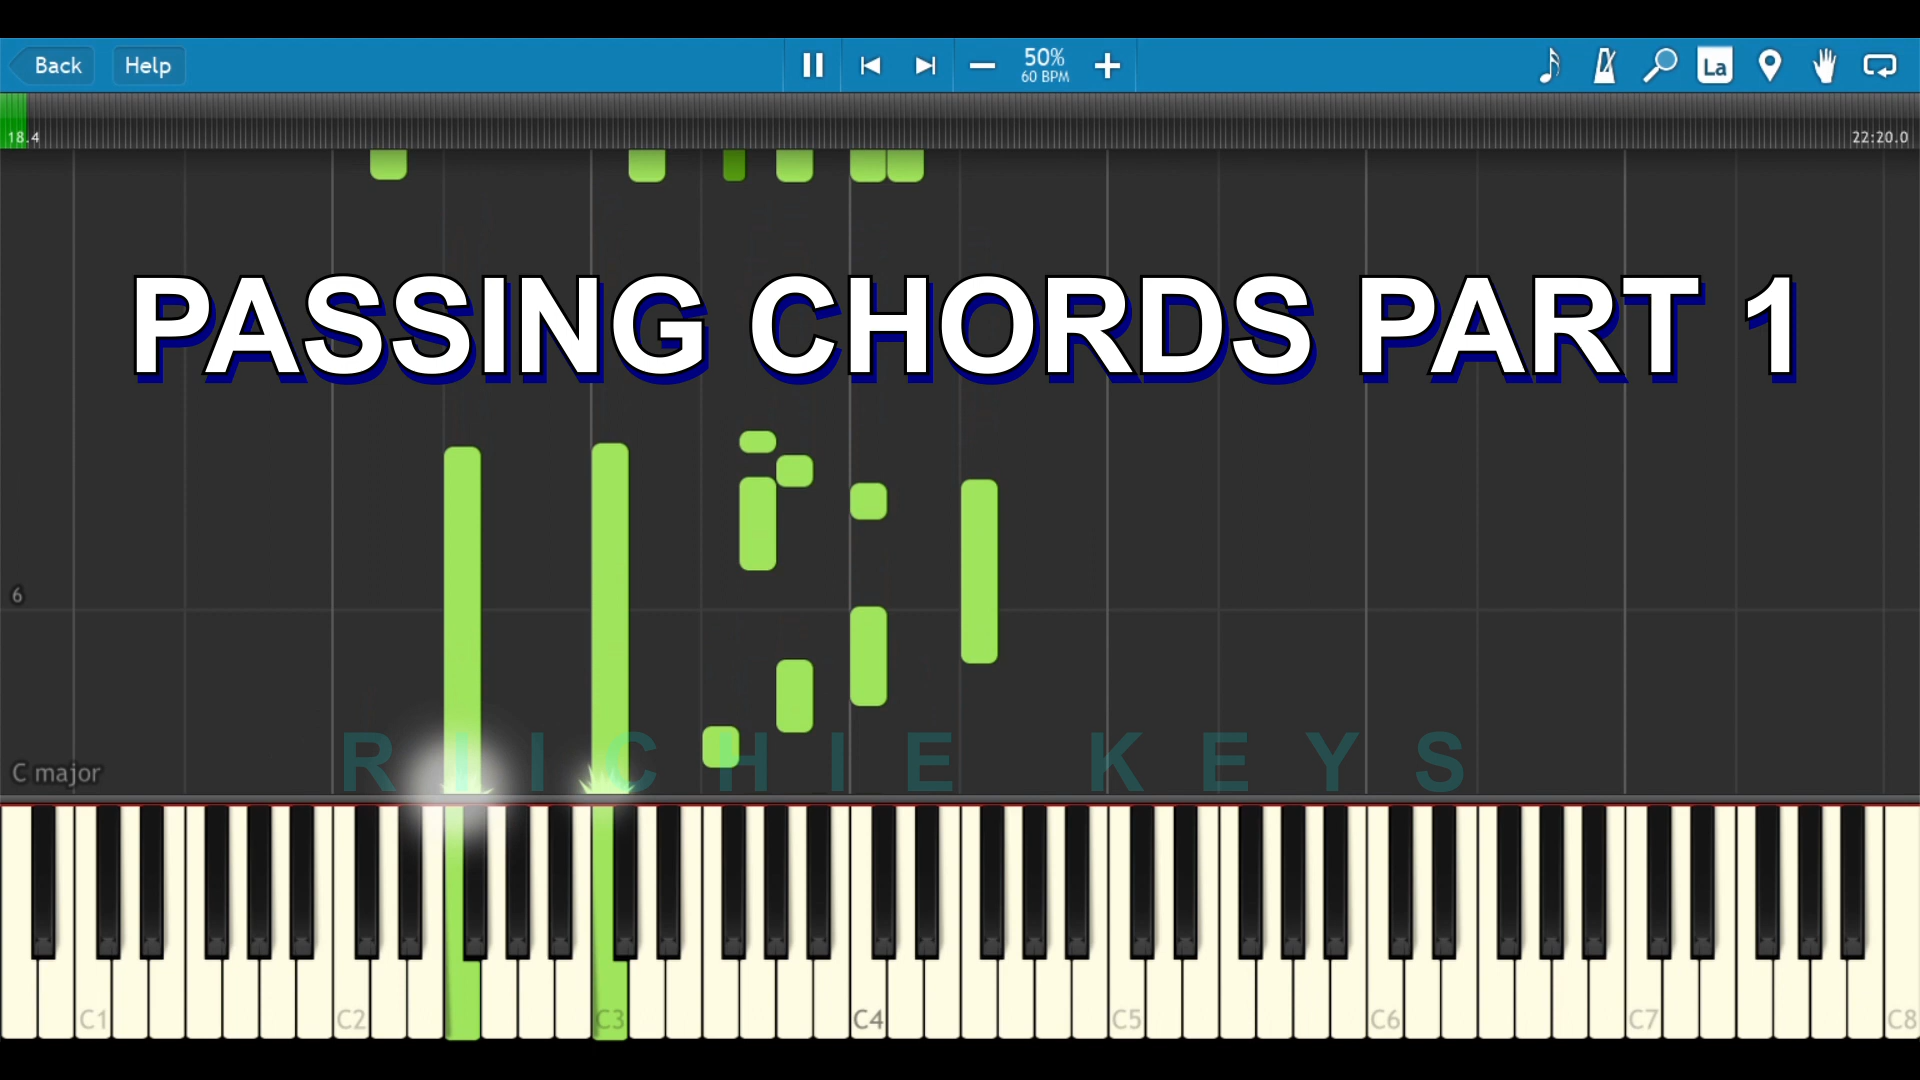 Back Help 50% La
60 BPM
18.4 22:20.0
PASSING CHORDS PART 1
6
RIICHIE KEYS
C major
C1 C2 C3 C4 C5 C6 C7 C8